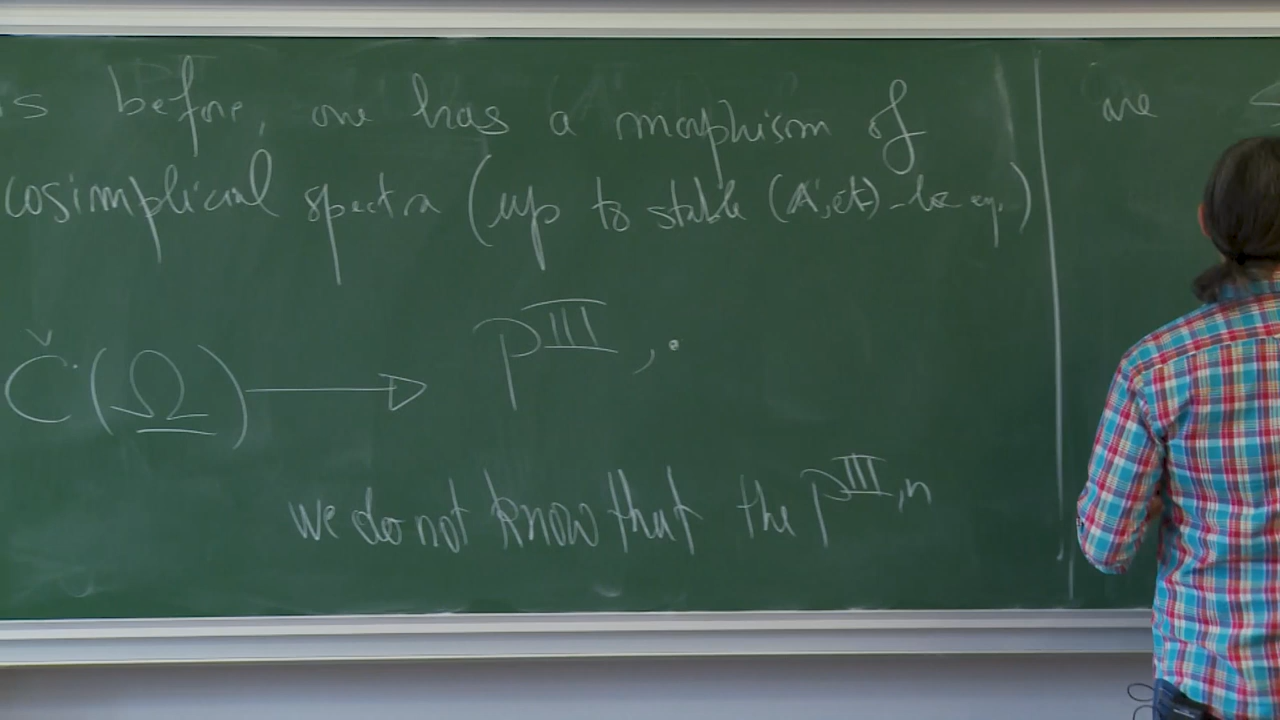 s before, one has a morphism of
cosimplicial spectra (up to stable (A¹,ét)-loc eq.)
Č˙(Ω) → P^III,•
we do not know that the P^III,n
are